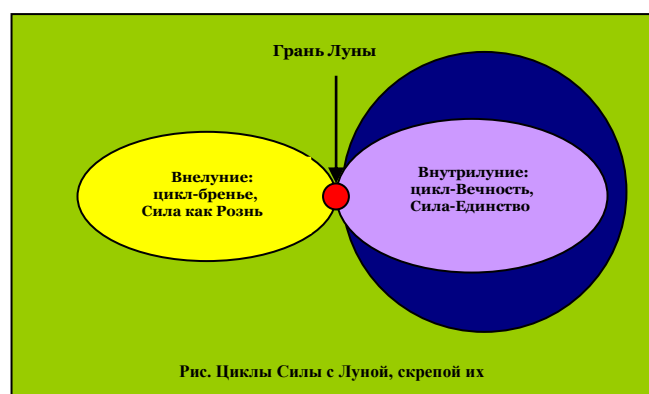 Грань Луны
Внелуние:
цикл-бренье,
Сила как Рознь
Внутрилуние:
цикл-Вечность,
Сила-Единство
Рис. Циклы Силы с Луной, скрепой их